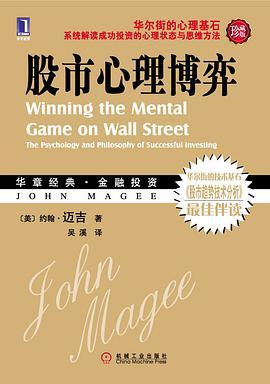 华尔街的心理基石
系统解读成功投资的心理状态与思维方法
珍藏版
股市心理博弈
Winning the Mental
Game on Wall Street
The Psychology and Philosophy of Successful Investing
华章经典·金融投资
JOHN MAGEE
〔美〕约翰·迈吉 著
吴溪 译
华尔街的技术基石
《股市趋势技术分析》
最佳伴读
John
Magee
机械工业出版社
China Machine Press